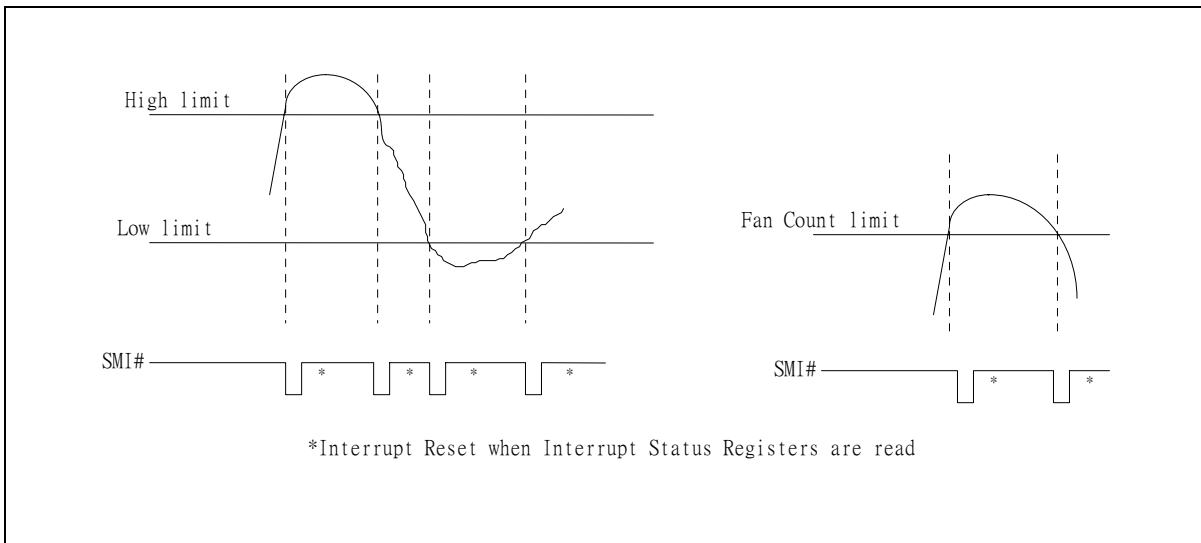 High limit
Low limit
SMI#
* * * *
Fan Count limit
SMI#
* *
*Interrupt Reset when Interrupt Status Registers are read